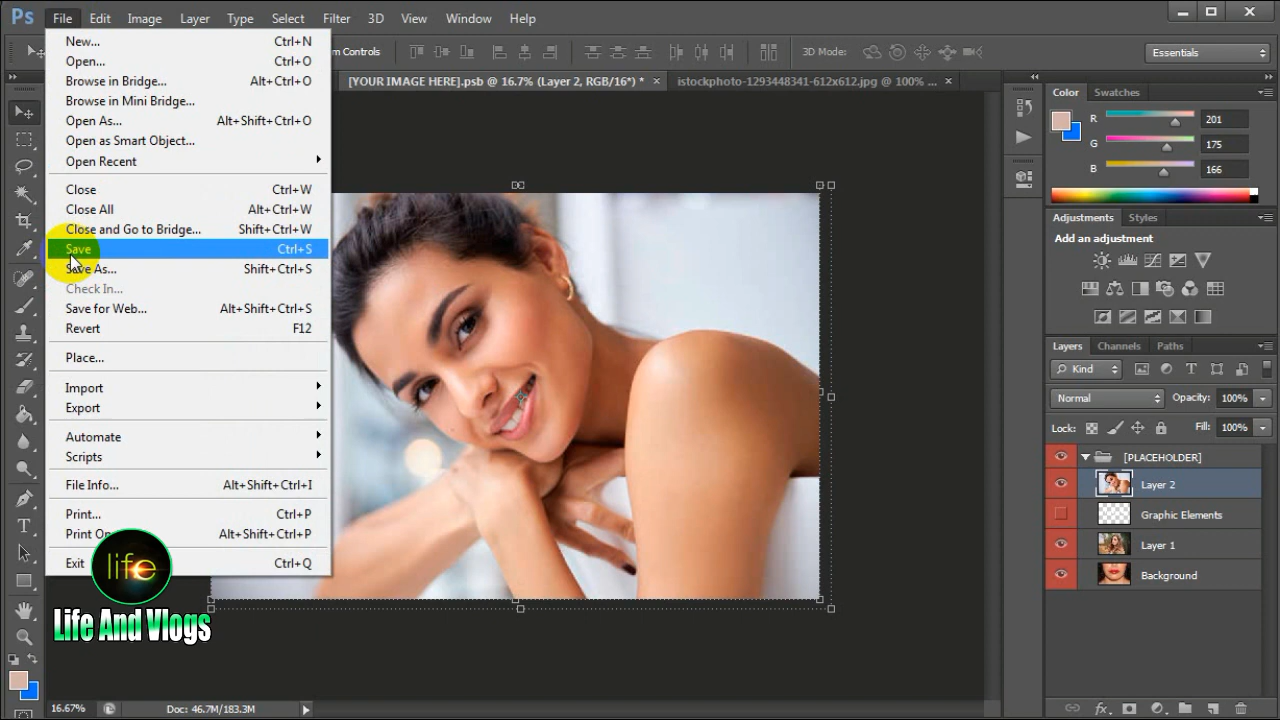 Ps File Edit Image Layer Type Select Filter 3D View Window Help
m Controls 3D Mode: Essentials
[YOUR IMAGE HERE].psb @ 16.7% (Layer 2, RGB/16*) * × istockphoto-1293448341-612x612.jpg @ 100% ... ×
New... Ctrl+N
Open... Ctrl+O
Browse in Bridge... Alt+Ctrl+O
Browse in Mini Bridge...
Open As... Alt+Shift+Ctrl+O
Open as Smart Object...
Open Recent
Close Ctrl+W
Close All Alt+Ctrl+W
Close and Go to Bridge... Shift+Ctrl+W
Save Ctrl+S
Save As... Shift+Ctrl+S
Check In...
Save for Web... Alt+Shift+Ctrl+S
Revert F12
Place...
Import
Export
Automate
Scripts
File Info... Alt+Shift+Ctrl+I
Print... Ctrl+P
Print On Alt+Shift+Ctrl+P
Exit Ctrl+Q
life
Life And Vlogs
16.67% Doc: 46.7M/183.3M
Color Swatches
R 201
G 175
B 166
Adjustments Styles
Add an adjustment
Layers Channels Paths
Kind
Normal Opacity: 100%
Lock: Fill: 100%
[PLACEHOLDER]
Layer 2
Graphic Elements
Layer 1
Background